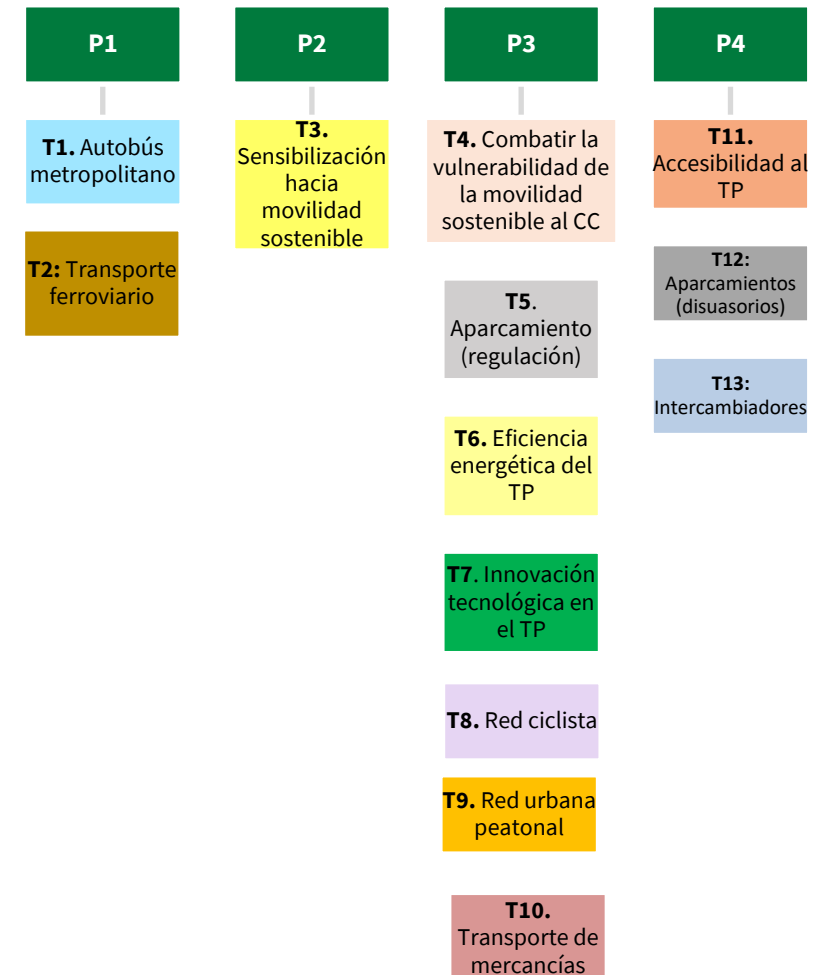 P1
T1. Autobús
metropolitano
T2: Transporte
ferroviario
P2
T3.
Sensibilización
hacia
movilidad
sostenible
P3
T4. Combatir la
vulnerabilidad de
la movilidad
sostenible al CC
T5.
Aparcamiento
(regulación)
T6. Eficiencia
energética del
TP
T7. Innovación
tecnológica en
el TP
T8. Red ciclista
T9. Red urbana
peatonal
T10.
Transporte de
mercancías
P4
T11.
Accesibilidad al
TP
T12:
Aparcamientos
(disuasorios)
T13:
Intercambiadores